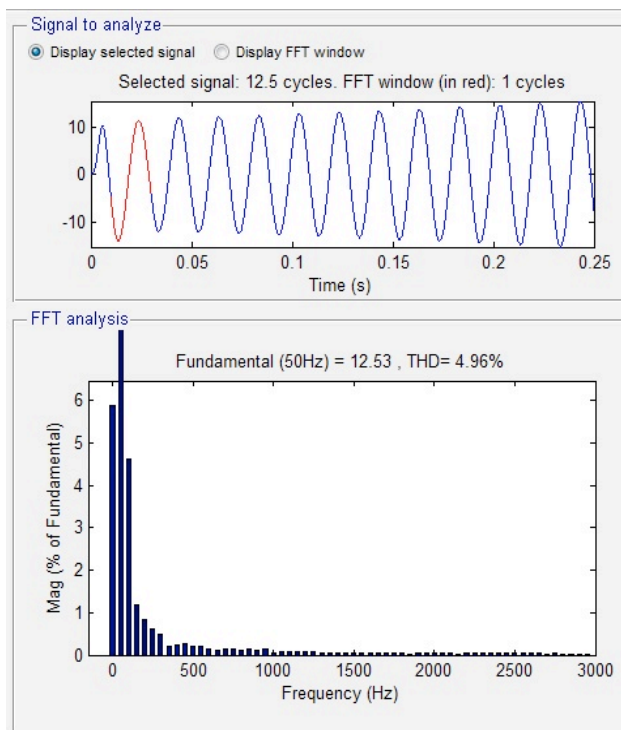 Signal to analyze
Display selected signal Display FFT window
Selected signal: 12.5 cycles. FFT window (in red): 1 cycles
10
0
-10
0 0.05 0.1 0.15 0.2 0.25
Time (s)
FFT analysis
Fundamental (50Hz) = 12.53 , THD= 4.96%
6
5
4
3
2
1
0
Mag (% of Fundamental)
0 500 1000 1500 2000 2500 3000
Frequency (Hz)